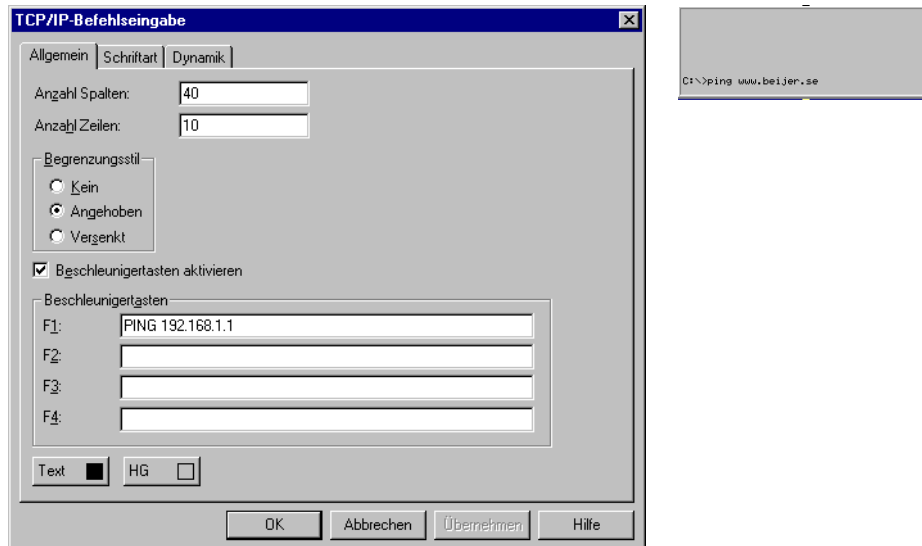 TCP/IP-Befehlseingabe
Allgemein Schriftart Dynamik
Anzahl Spalten: 40
Anzahl Zeilen: 10
Begrenzungsstil
Kein
Angehoben
Versenkt
Beschleunigertasten aktivieren
Beschleunigertasten
F1: PING 192.168.1.1
F2:
F3:
F4:
Text HG
OK Abbrechen Übernehmen Hilfe
C:\>ping www.beijer.se